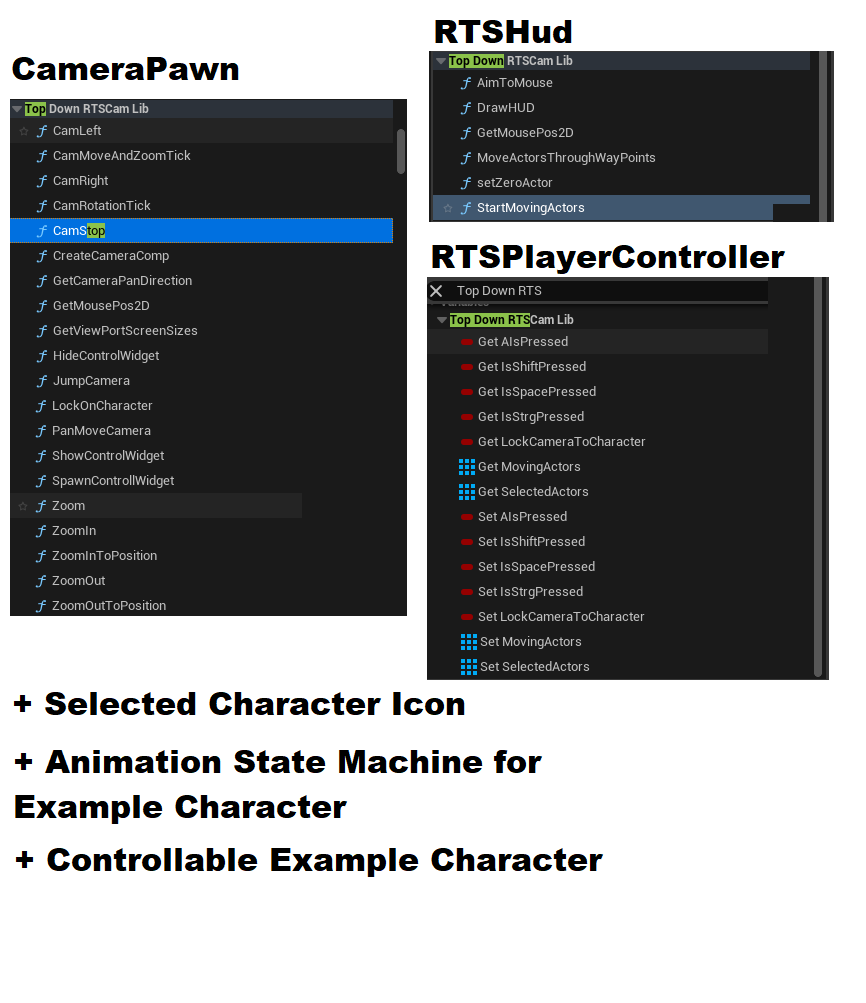 CameraPawn
Top Down RTSCam Lib
CamLeft
CamMoveAndZoomTick
CamRight
CamRotationTick
CamStop
CreateCameraComp
GetCameraPanDirection
GetMousePos2D
GetViewPortScreenSizes
HideControlWidget
JumpCamera
LockOnCharacter
PanMoveCamera
ShowControlWidget
SpawnControllWidget
Zoom
ZoomIn
ZoomInToPosition
ZoomOut
ZoomOutToPosition
RTSHud
Top Down RTSCam Lib
AimToMouse
DrawHUD
GetMousePos2D
MoveActorsThroughWayPoints
setZeroActor
StartMovingActors
RTSPlayerController
Top Down RTS
Variables
Top Down RTSCam Lib
Get AIsPressed
Get IsShiftPressed
Get IsSpacePressed
Get IsStrgPressed
Get LockCameraToCharacter
Get MovingActors
Get SelectedActors
Set AIsPressed
Set IsShiftPressed
Set IsSpacePressed
Set IsStrgPressed
Set LockCameraToCharacter
Set MovingActors
Set SelectedActors
+ Selected Character Icon
+ Animation State Machine for
Example Character
+ Controllable Example Character